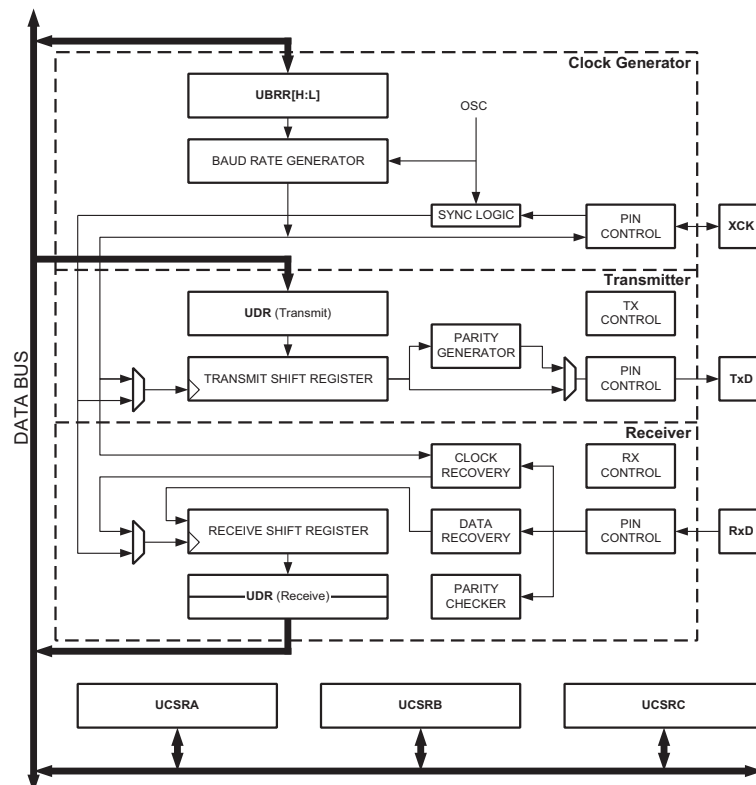 Clock Generator
UBRR[H:L]
OSC
BAUD RATE GENERATOR
SYNC LOGIC
PIN
CONTROL
XCK
Transmitter
UDR (Transmit)
TX
CONTROL
PARITY
GENERATOR
TRANSMIT SHIFT REGISTER
PIN
CONTROL
TxD
DATA BUS
Receiver
CLOCK
RECOVERY
RX
CONTROL
RECEIVE SHIFT REGISTER
DATA
RECOVERY
PIN
CONTROL
RxD
UDR (Receive)
PARITY
CHECKER
UCSRA
UCSRB
UCSRC